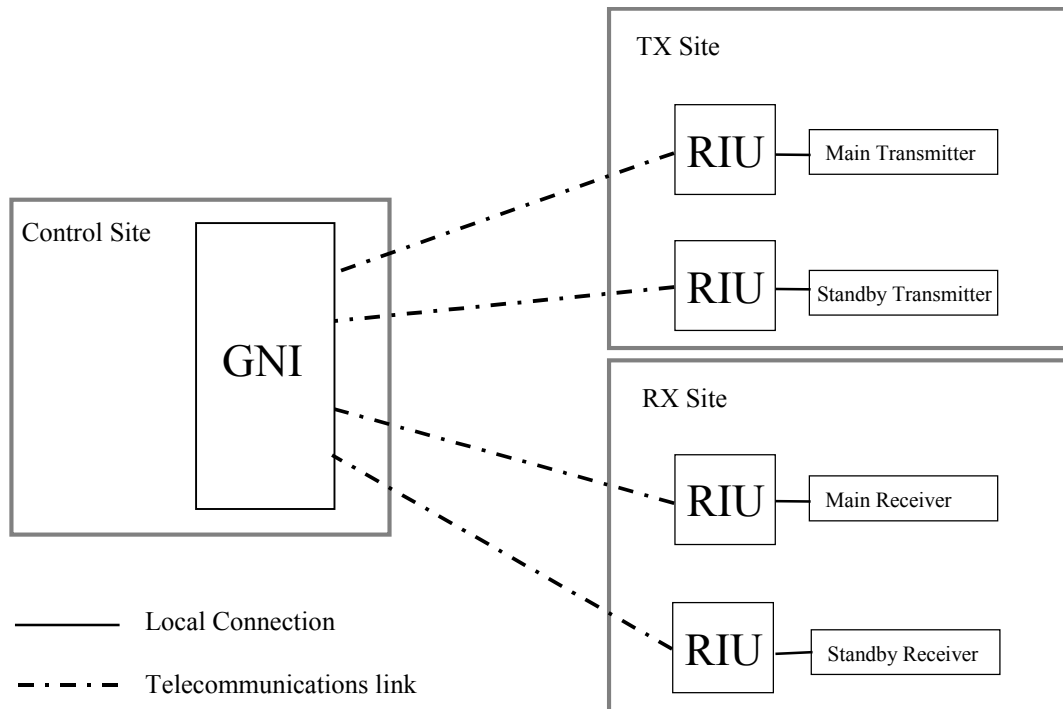 TX Site
RIU
Main Transmitter
RIU
Standby Transmitter
Control Site
GNI
RX Site
RIU
Main Receiver
RIU
Standby Receiver
Local Connection
Telecommunications link